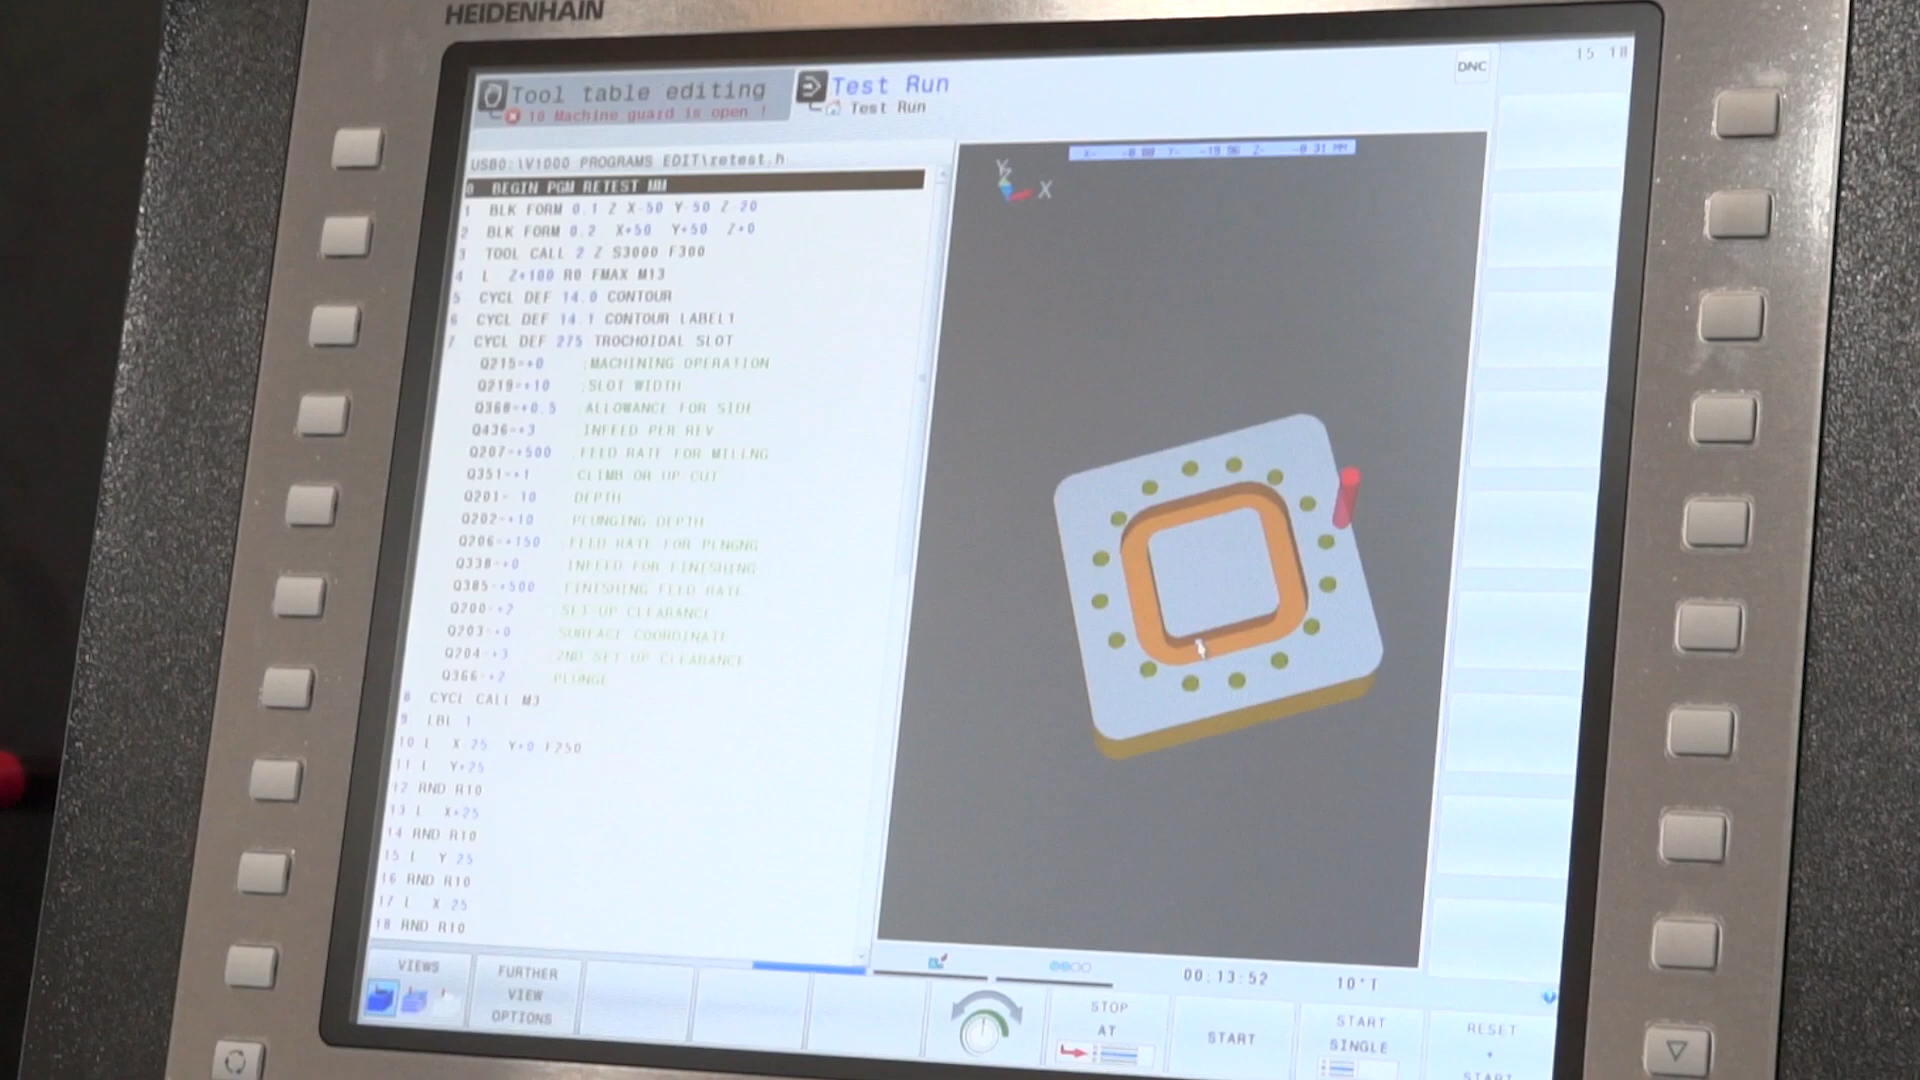 HEIDENHAIN
Tool table editing
10 Machine guard is open !
Test Run
Test Run
DNC
15 18
USB0:\V1000 PROGRAMS EDIT\retest.h
0 BEGIN PGM RETEST MM
1 BLK FORM 0.1 Z X-50 Y-50 Z-20
2 BLK FORM 0.2 X+50 Y+50 Z+0
3 TOOL CALL 2 Z S3000 F300
4 L Z+100 R0 FMAX M13
5 CYCL DEF 14.0 CONTOUR
6 CYCL DEF 14.1 CONTOUR LABEL1
7 CYCL DEF 275 TROCHOIDAL SLOT
Q215=+0 ;MACHINING OPERATION
Q219=+10 ;SLOT WIDTH
Q368=+0.5 ;ALLOWANCE FOR SIDE
Q436=+3 ;INFEED PER REV
Q207=+500 ;FEED RATE FOR MILLNG
Q351=+1 ;CLIMB OR UP CUT
Q201=-10 ;DEPTH
Q202=+10 ;PLUNGING DEPTH
Q206=+150 ;FEED RATE FOR PLNGNG
Q338=+0 ;INFEED FOR FINISHING
Q385=+500 ;FINISHING FEED RATE
Q200=+2 ;SET-UP CLEARANCE
Q203=+0 ;SURFACE COORDINATE
Q204=+3 ;2ND SET-UP CLEARANCE
Q366=+2 ;PLUNGE
8 CYCL CALL M3
9 LBL 1
10 L X-25 Y+0 F250
11 L Y+25
12 RND R10
13 L X+25
14 RND R10
15 L Y-25
16 RND R10
17 L X-25
18 RND R10
Y
Z
X
00:13:52
10*T
VIEWS
FURTHER
VIEW
OPTIONS
STOP
AT
START
START
SINGLE
RESET
+
START